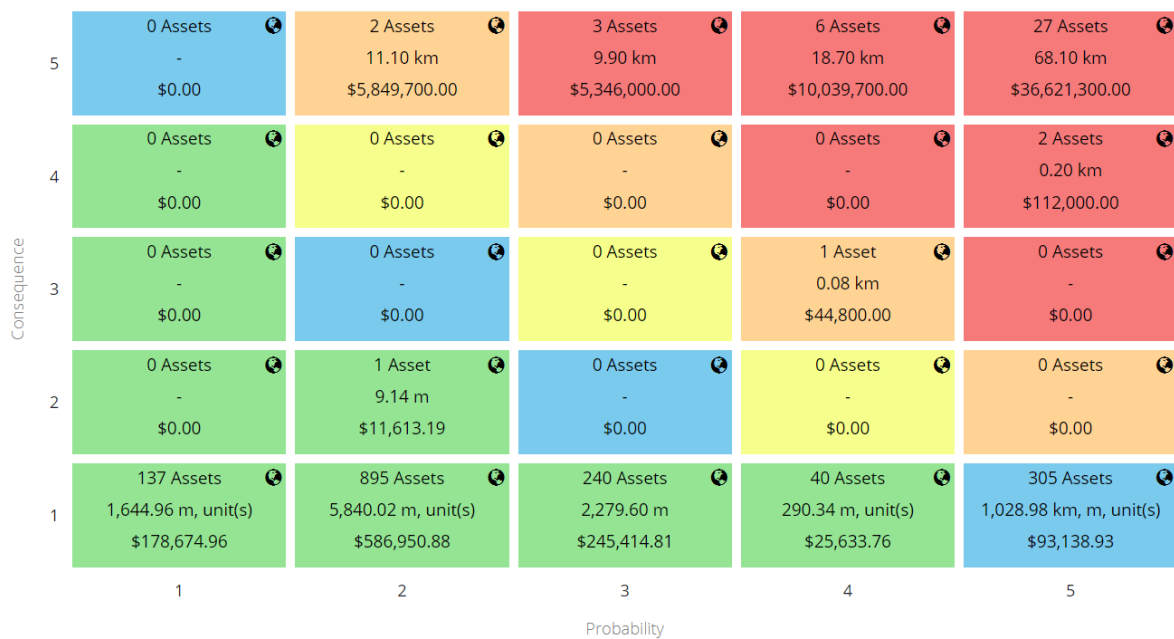 0 Assets 2 Assets 3 Assets 6 Assets 27 Assets
5 - 11.10 km 9.90 km 18.70 km 68.10 km
$0.00 $5,849,700.00 $5,346,000.00 $10,039,700.00 $36,621,300.00
0 Assets 0 Assets 0 Assets 0 Assets 2 Assets
4 - - - - 0.20 km
$0.00 $0.00 $0.00 $0.00 $112,000.00
Consequence
0 Assets 0 Assets 0 Assets 1 Asset 0 Assets
3 - - - 0.08 km -
$0.00 $0.00 $0.00 $44,800.00 $0.00
0 Assets 1 Asset 0 Assets 0 Assets 0 Assets
2 - 9.14 m - - -
$0.00 $11,613.19 $0.00 $0.00 $0.00
137 Assets 895 Assets 240 Assets 40 Assets 305 Assets
1 1,644.96 m, unit(s) 5,840.02 m, unit(s) 2,279.60 m 290.34 m, unit(s) 1,028.98 km, m, unit(s)
$178,674.96 $586,950.88 $245,414.81 $25,633.76 $93,138.93
1 2 3 4 5
Probability